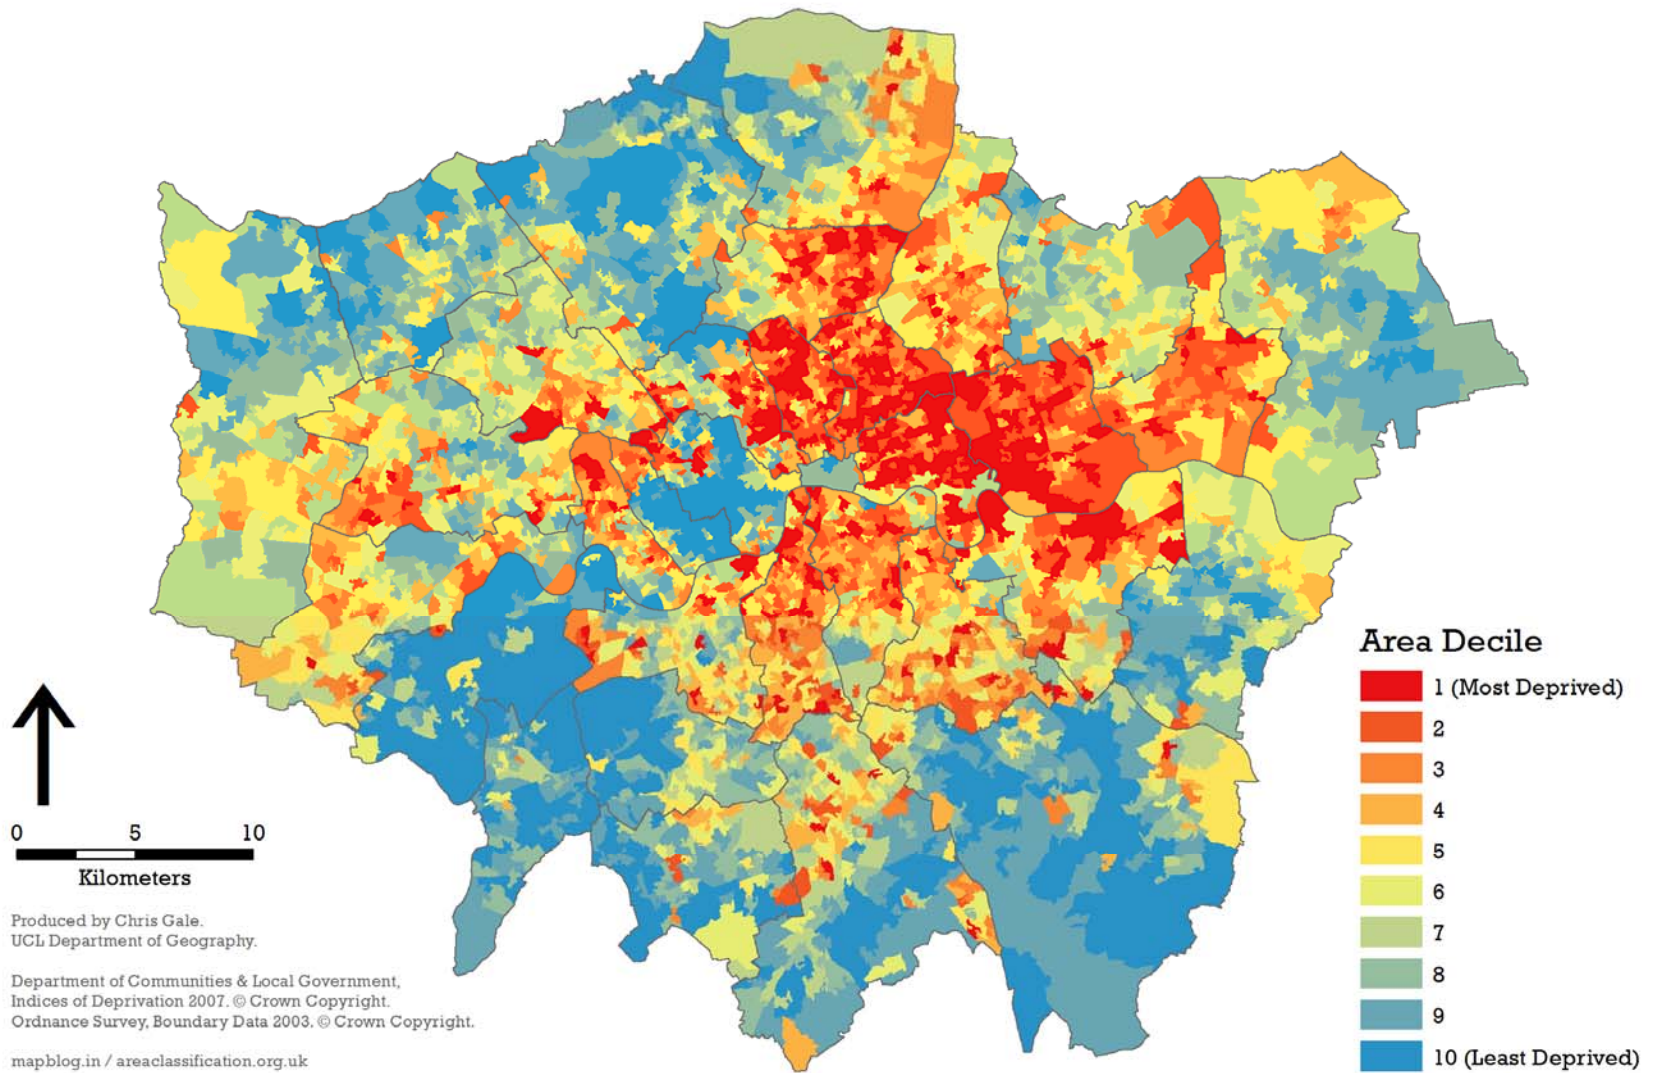 Area Decile
1 (Most Deprived)
2
3
4
5
6
7
8
9
10 (Least Deprived)
0 5 10
Kilometers
Produced by Chris Gale.
UCL Department of Geography.
Department of Communities & Local Government,
Indices of Deprivation 2007. © Crown Copyright.
Ordnance Survey, Boundary Data 2003. © Crown Copyright.
mapblog.in / areaclassification.org.uk